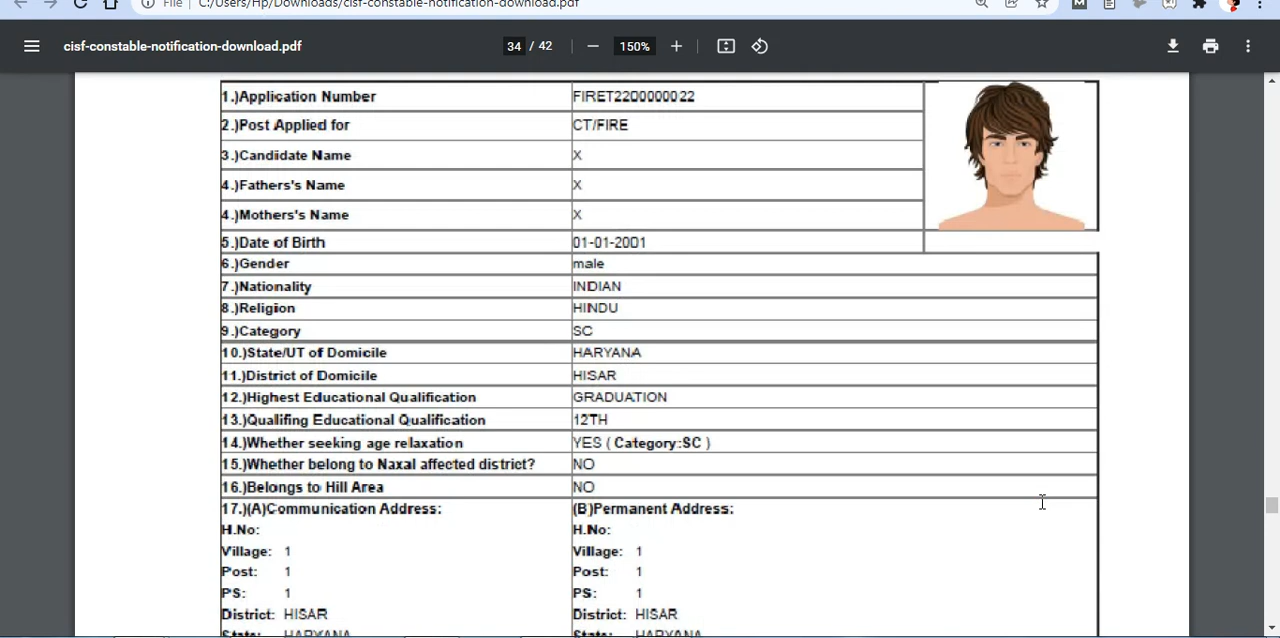 File C:/Users/Hp/Downloads/cisf-constable-notification-download.pdf
cisf-constable-notification-download.pdf 34 / 42 150%
1.)Application Number FIRET2200000022
2.)Post Applied for CT/FIRE
3.)Candidate Name X
4.)Fathers's Name X
4.)Mothers's Name X
5.)Date of Birth 01-01-2001
6.)Gender male
7.)Nationality INDIAN
8.)Religion HINDU
9.)Category SC
10.)State/UT of Domicile HARYANA
11.)District of Domicile HISAR
12.)Highest Educational Qualification GRADUATION
13.)Qualifing Educational Qualification 12TH
14.)Whether seeking age relaxation YES ( Category:SC )
15.)Whether belong to Naxal affected district? NO
16.)Belongs to Hill Area NO
17.)(A)Communication Address: (B)Permanent Address:
H.No: H.No:
Village: 1 Village: 1
Post: 1 Post: 1
PS: 1 PS: 1
District: HISAR District: HISAR
State: HARYANA State: HARYANA